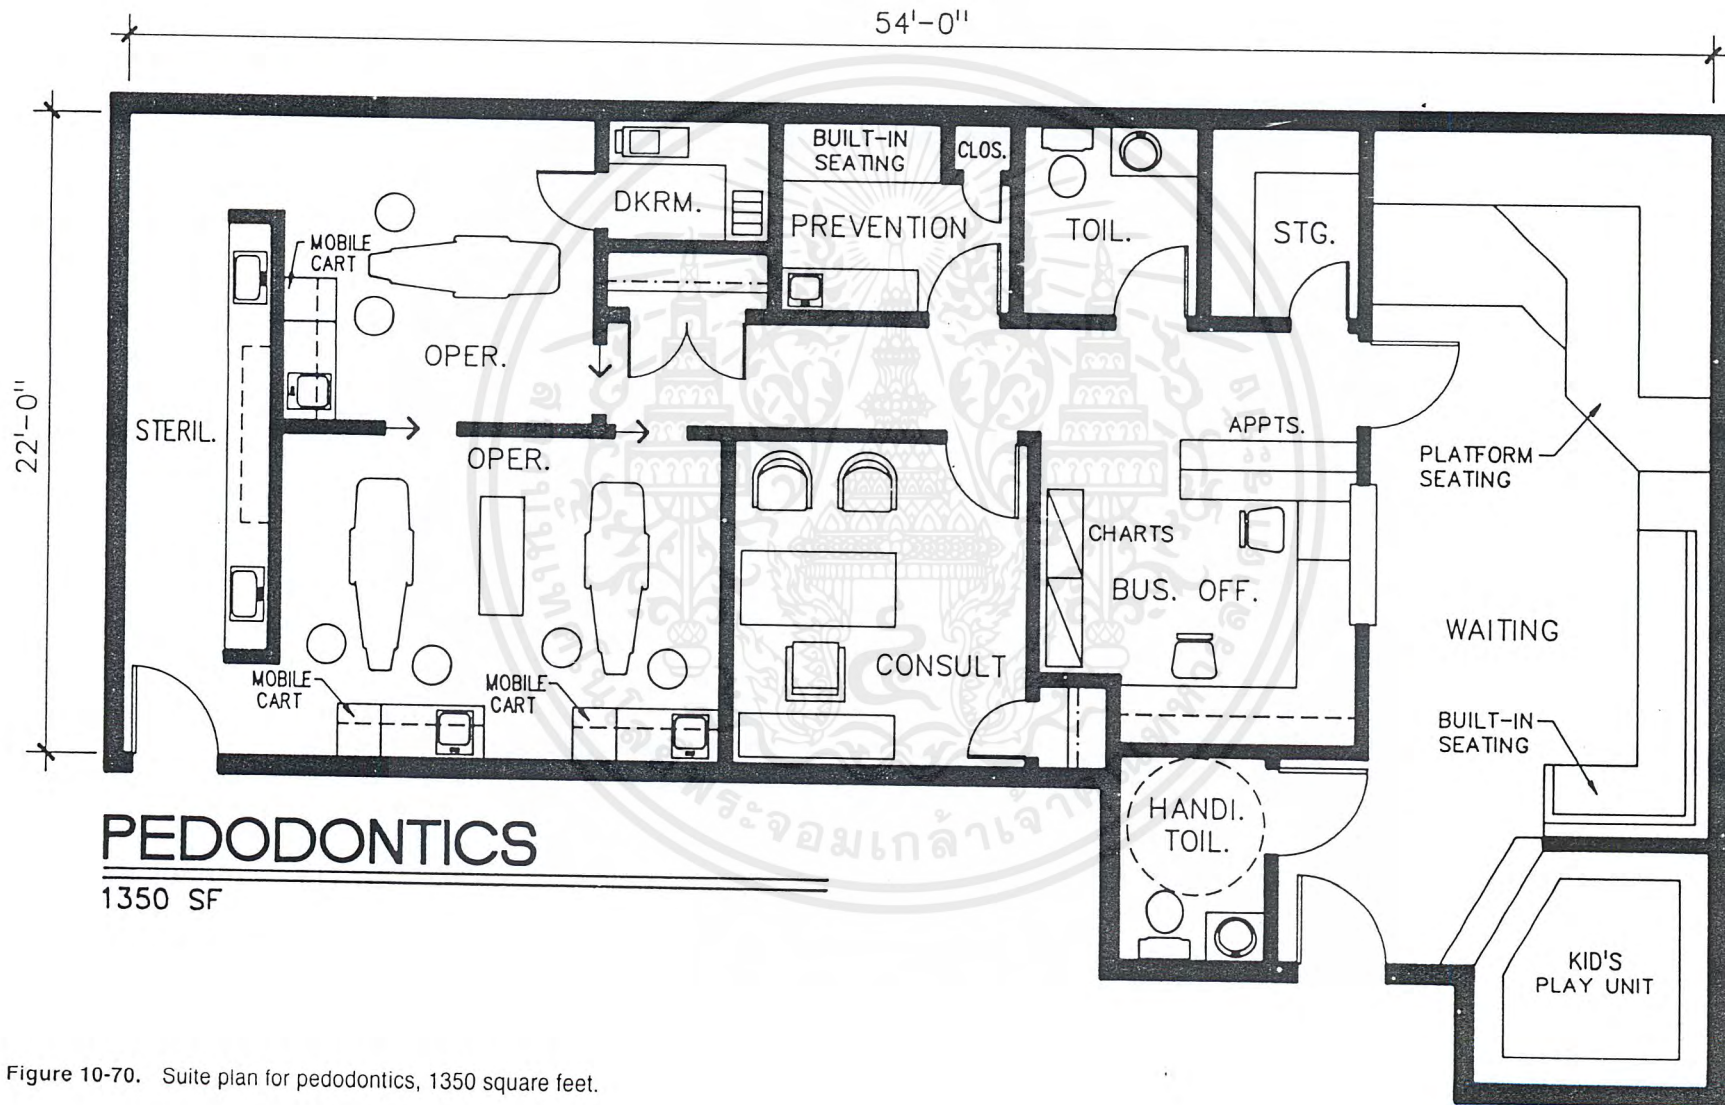 54'-0"
22'-0"
BUILT-IN
SEATING
CLOS.
DKRM.
PREVENTION
TOIL.
STG.
MOBILE
CART
OPER.
STERIL.
OPER.
APPTS.
PLATFORM
SEATING
CHARTS
BUS. OFF.
WAITING
CONSULT
MOBILE
CART
MOBILE
CART
BUILT-IN
SEATING
HANDI.
TOIL.
KID'S
PLAY UNIT
PEDODONTICS
1350 SF
Figure 10-70. Suite plan for pedodontics, 1350 square feet.